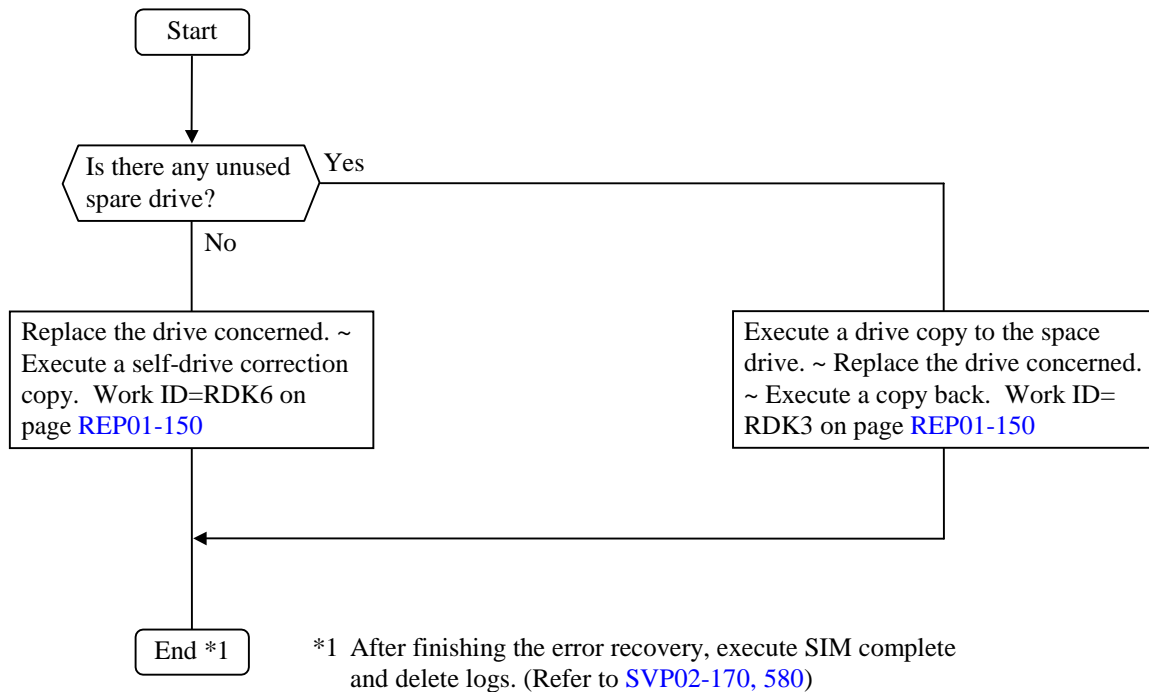 Start
Is there any unused
spare drive?
Yes
No
Replace the drive concerned. ~
Execute a self-drive correction
copy.  Work ID=RDK6 on
page REP01-150
Execute a drive copy to the space
drive. ~ Replace the drive concerned.
~ Execute a copy back.  Work ID=
RDK3 on page REP01-150
End *1
*1  After finishing the error recovery, execute SIM complete
and delete logs. (Refer to SVP02-170, 580)